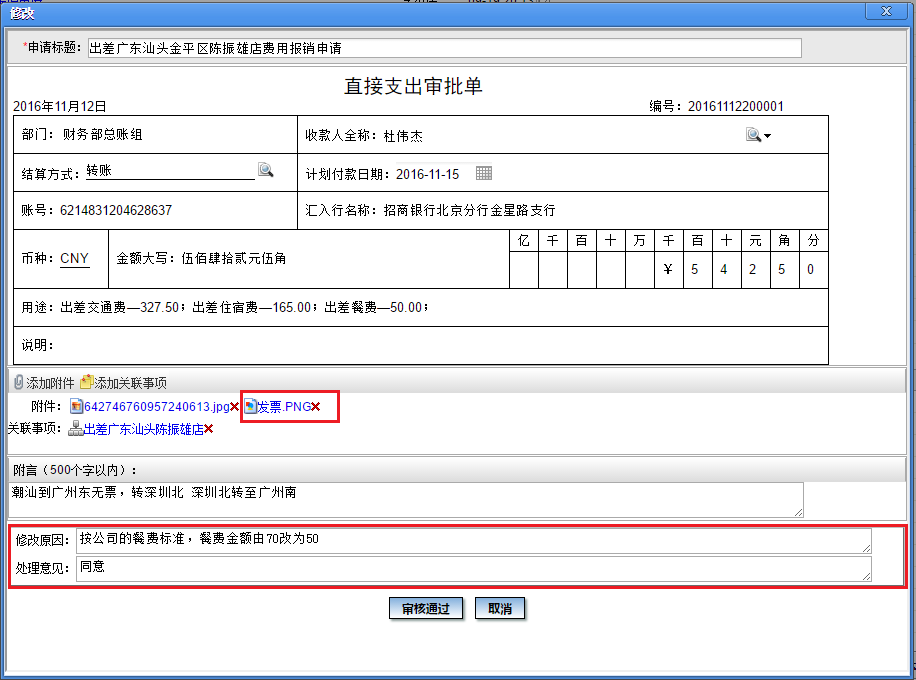 修改
*申请标题： 出差广东汕头金平区陈振雄店费用报销申请
直接支出审批单
2016年11月12日 编号： 20161112200001
部门： 财务部总账组 收款人全称： 杜伟杰
结算方式： 转账 计划付款日期： 2016-11-15
账号： 6214831204628637 汇入行名称： 招商银行北京分行金星路支行
亿 千 百 十 万 千 百 十 元 角 分
币种： CNY 金额大写： 伍佰肆拾贰元伍角 ¥ 5 4 2 5 0
用途： 出差交通费—327.50；出差住宿费—165.00；出差餐费—50.00；
说明：
添加附件 添加关联事项
附件： 642746760957240613.jpg 发票.PNG
关联事项： 出差广东汕头陈振雄店
附言（500个字以内）：
潮汕到广州东无票，转深圳北 深圳北转至广州南
修改原因： 按公司的餐费标准，餐费金额由70改为50
处理意见： 同意
审核通过 取消